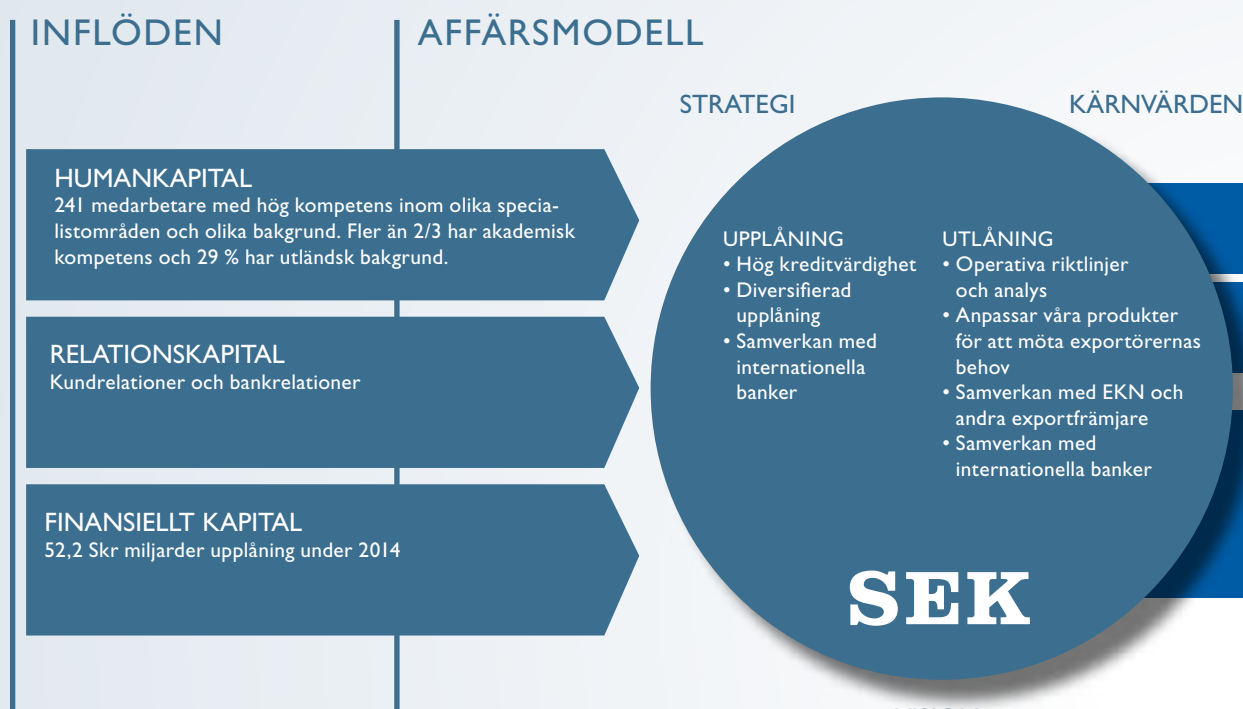 INFLÖDEN
AFFÄRSMODELL
STRATEGI
KÄRNVÄRDEN
HUMANKAPITAL
241 medarbetare med hög kompetens inom olika specia-
listområden och olika bakgrund. Fler än 2/3 har akademisk
kompetens och 29 % har utländsk bakgrund.
RELATIONSKAPITAL
Kundrelationer och bankrelationer
FINANSIELLT KAPITAL
52,2 Skr miljarder upplåning under 2014
UPPLÅNING
• Hög kreditvärdighet
• Diversifierad
upplåning
• Samverkan med
internationella
banker
UTLÅNING
• Operativa riktlinjer
och analys
• Anpassar våra produkter
för att möta exportörernas
behov
• Samverkan med EKN och
andra exportfrämjare
• Samverkan med
internationella banker
SEK